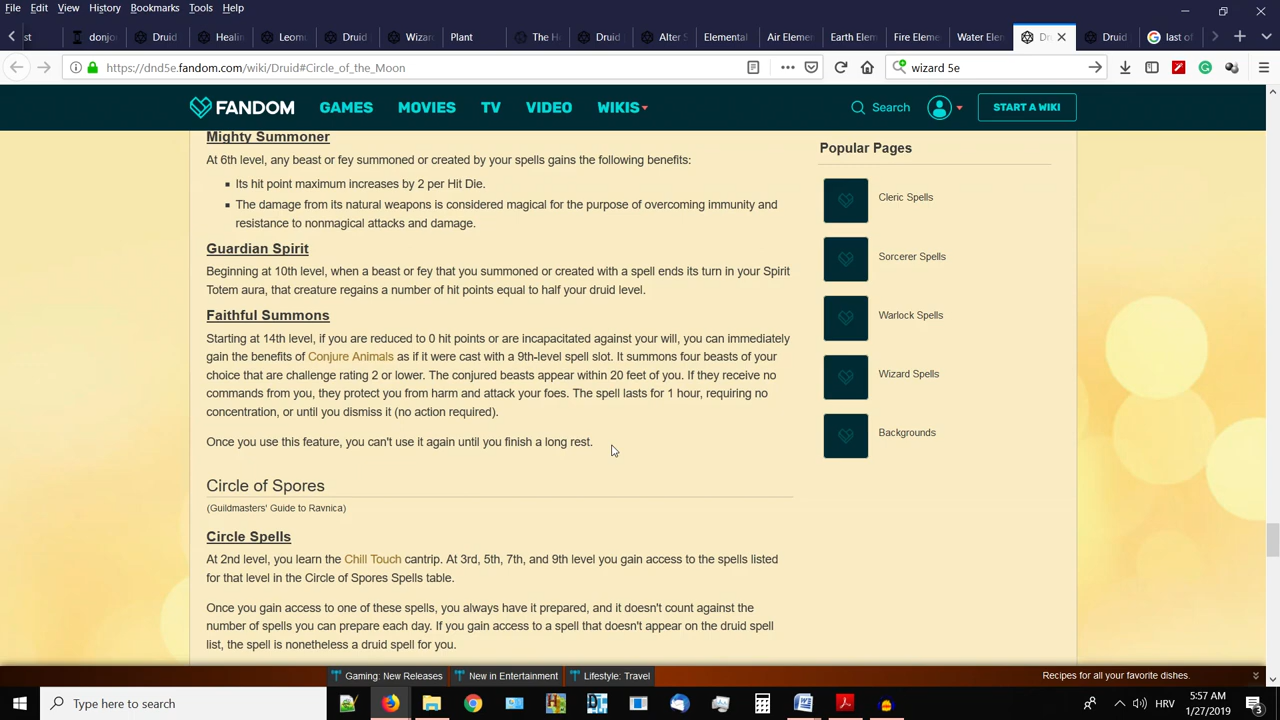 File Edit View History Bookmarks Tools Help
st donjo Druid Healin Leom Druid Wizar Plant The H Druid Alter S Elemental Air Elem Earth Elem Fire Eleme Water Elem Dr Druid last of
https://dnd5e.fandom.com/wiki/Druid#Circle_of_the_Moon wizard 5e
FANDOM GAMES MOVIES TV VIDEO WIKIS Search START A WIKI
Mighty Summoner
At 6th level, any beast or fey summoned or created by your spells gains the following benefits:
Its hit point maximum increases by 2 per Hit Die.
The damage from its natural weapons is considered magical for the purpose of overcoming immunity and
resistance to nonmagical attacks and damage.
Guardian Spirit
Beginning at 10th level, when a beast or fey that you summoned or created with a spell ends its turn in your Spirit
Totem aura, that creature regains a number of hit points equal to half your druid level.
Faithful Summons
Starting at 14th level, if you are reduced to 0 hit points or are incapacitated against your will, you can immediately
gain the benefits of Conjure Animals as if it were cast with a 9th-level spell slot. It summons four beasts of your
choice that are challenge rating 2 or lower. The conjured beasts appear within 20 feet of you. If they receive no
commands from you, they protect you from harm and attack your foes. The spell lasts for 1 hour, requiring no
concentration, or until you dismiss it (no action required).
Once you use this feature, you can't use it again until you finish a long rest.
Circle of Spores
(Guildmasters' Guide to Ravnica)
Circle Spells
At 2nd level, you learn the Chill Touch cantrip. At 3rd, 5th, 7th, and 9th level you gain access to the spells listed
for that level in the Circle of Spores Spells table.
Once you gain access to one of these spells, you always have it prepared, and it doesn't count against the
number of spells you can prepare each day. If you gain access to a spell that doesn't appear on the druid spell
list, the spell is nonetheless a druid spell for you.
Popular Pages
Cleric Spells
Sorcerer Spells
Warlock Spells
Wizard Spells
Backgrounds
Gaming: New Releases New in Entertainment Lifestyle: Travel Recipes for all your favorite dishes.
Type here to search HRV 5:57 AM
1/27/2019 3